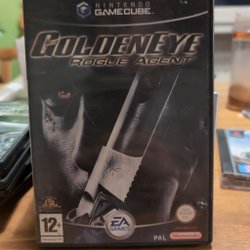 NINTENDO
GAMECUBE
GOLDENEYE
ROGUE AGENT
12+
EA
GAMES
PAL
Nintendo